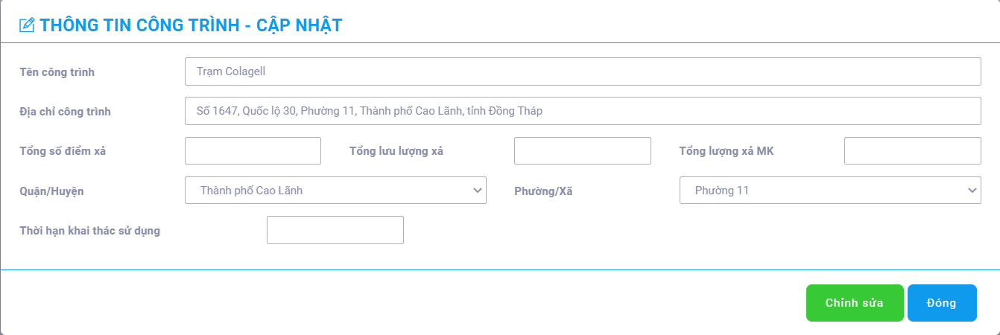 THÔNG TIN CÔNG TRÌNH - CẬP NHẬT
Tên công trình
Trạm Colagell
Địa chỉ công trình
Số 1647, Quốc lộ 30, Phường 11, Thành phố Cao Lãnh, tỉnh Đồng Tháp
Tổng số điểm xả
Tổng lưu lượng xả
Tổng lượng xả MK
Quận/Huyện
Thành phố Cao Lãnh
Phường/Xã
Phường 11
Thời hạn khai thác sử dụng
Chỉnh sửa
Đóng